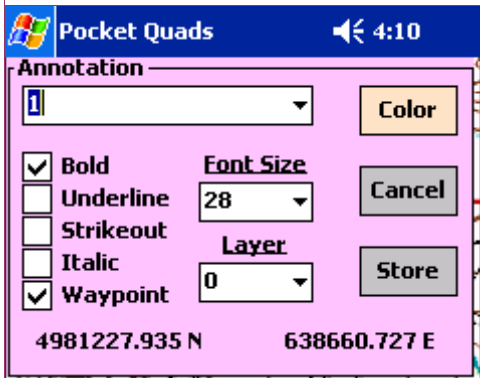 Pocket Quads 4:10
Annotation
1
Color
Bold
Underline
Strikeout
Italic
Waypoint
Font Size
28
Layer
0
Cancel
Store
4981227.935 N 638660.727 E